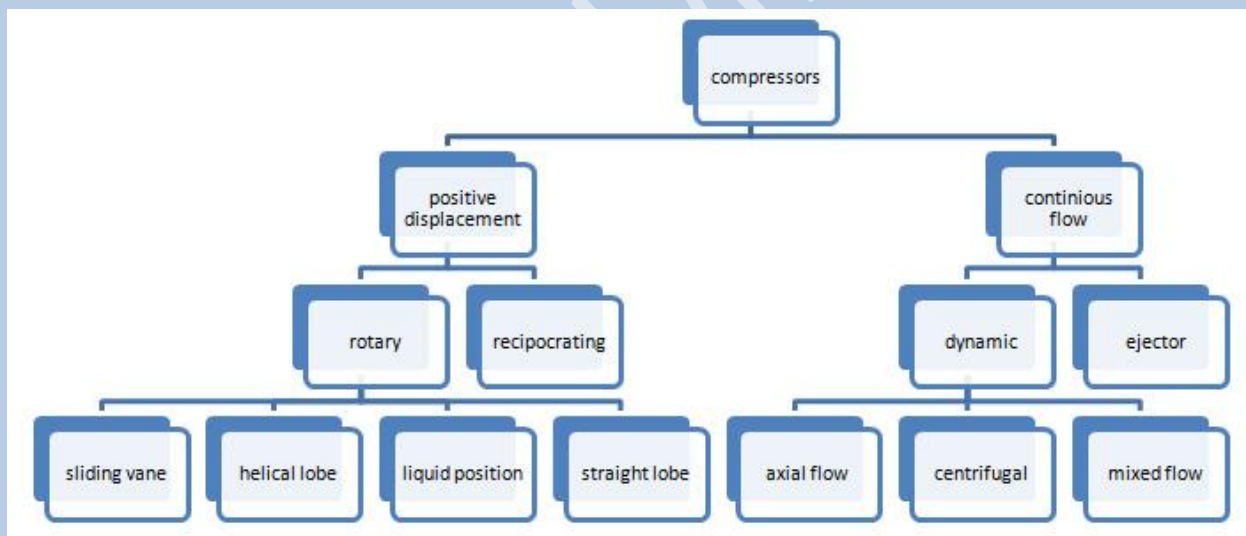 compressors
positive
displacement
continious
flow
rotary
recipocrating
dynamic
ejector
sliding vane
helical lobe
liquid position
straight lobe
axial flow
centrifugal
mixed flow